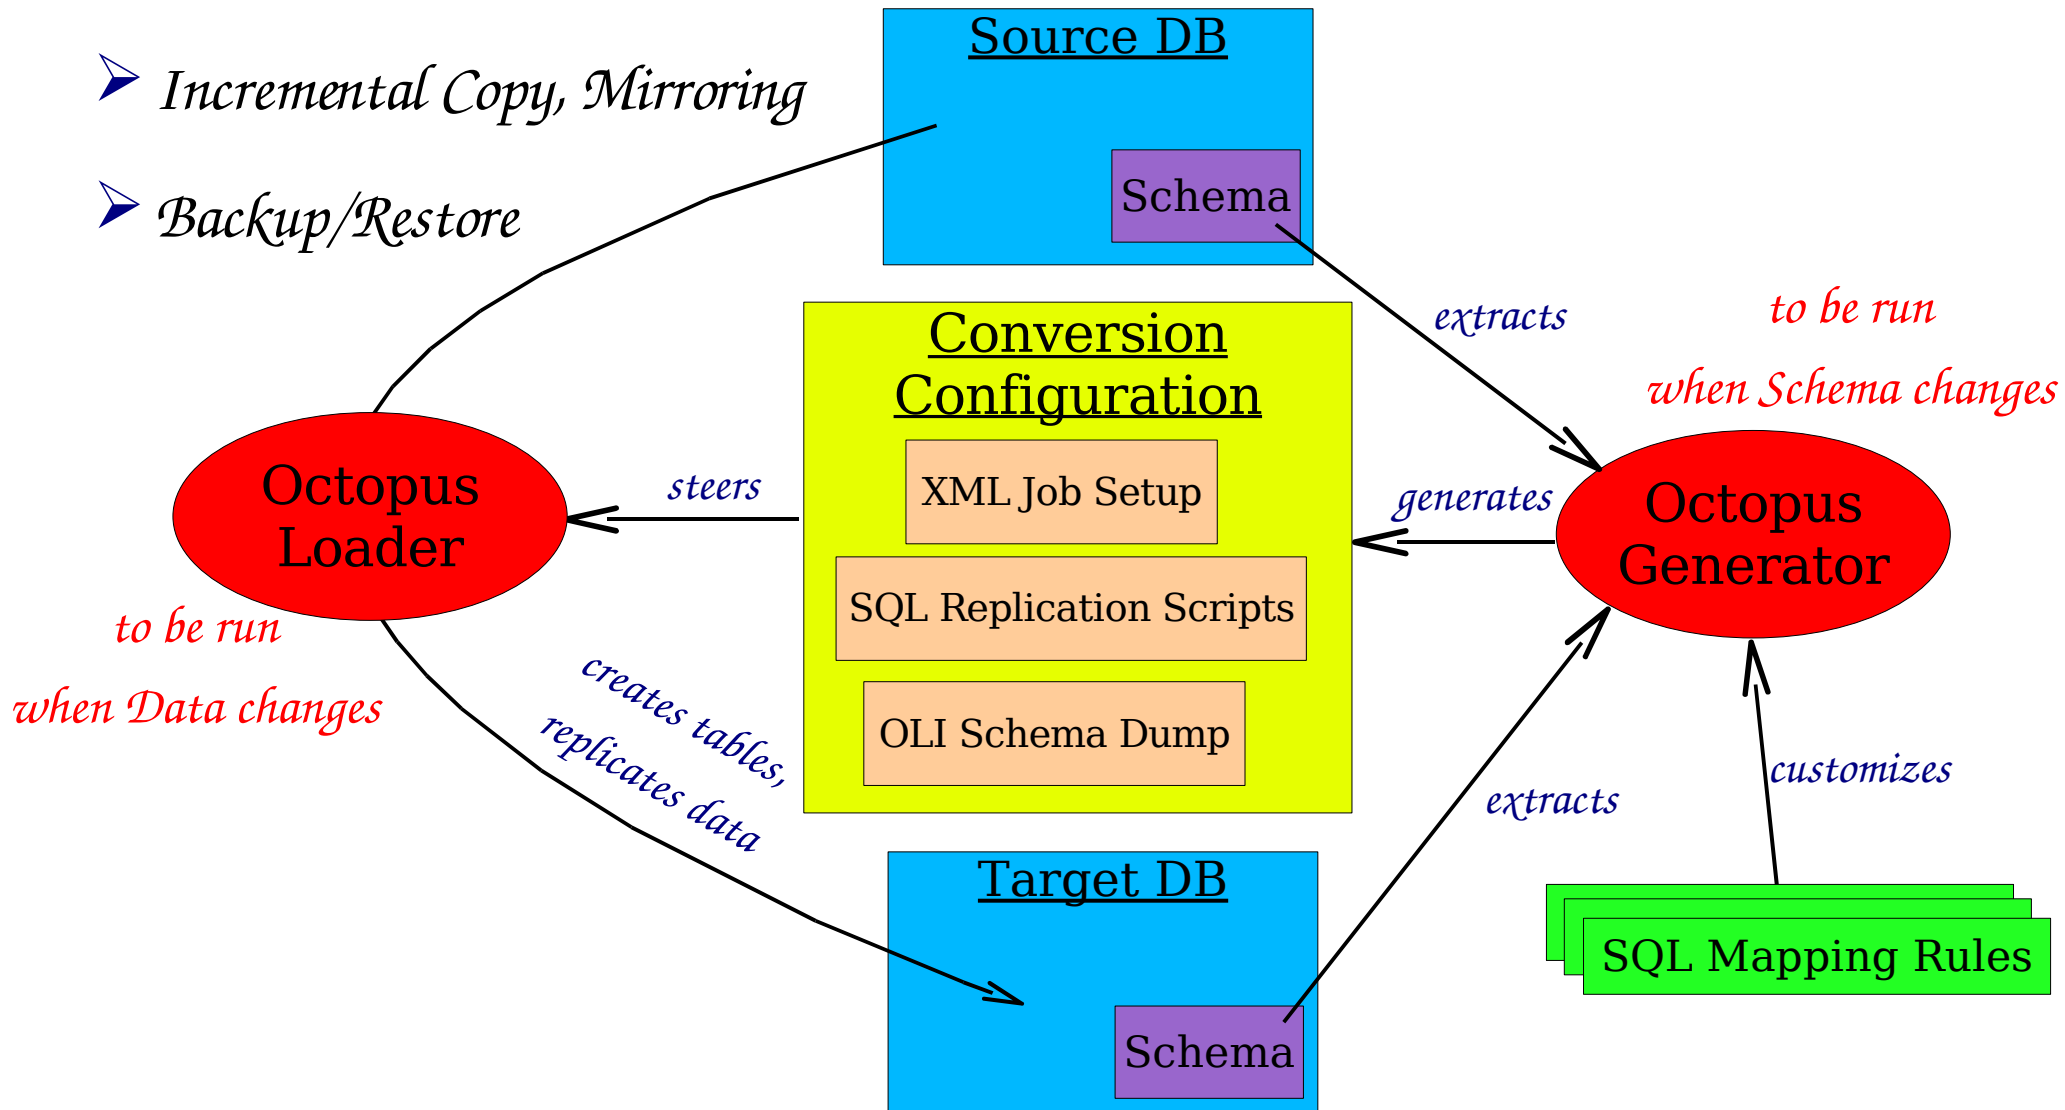 Incremental Copy, Mirroring
Backup/Restore
Source DB
Schema
extracts
to be run
when Schema changes
Conversion
Configuration
XML Job Setup
SQL Replication Scripts
OLI Schema Dump
steers
generates
Octopus
Loader
Octopus
Generator
to be run
when Data changes
creates tables,
replicates data
extracts
customizes
Target DB
Schema
SQL Mapping Rules